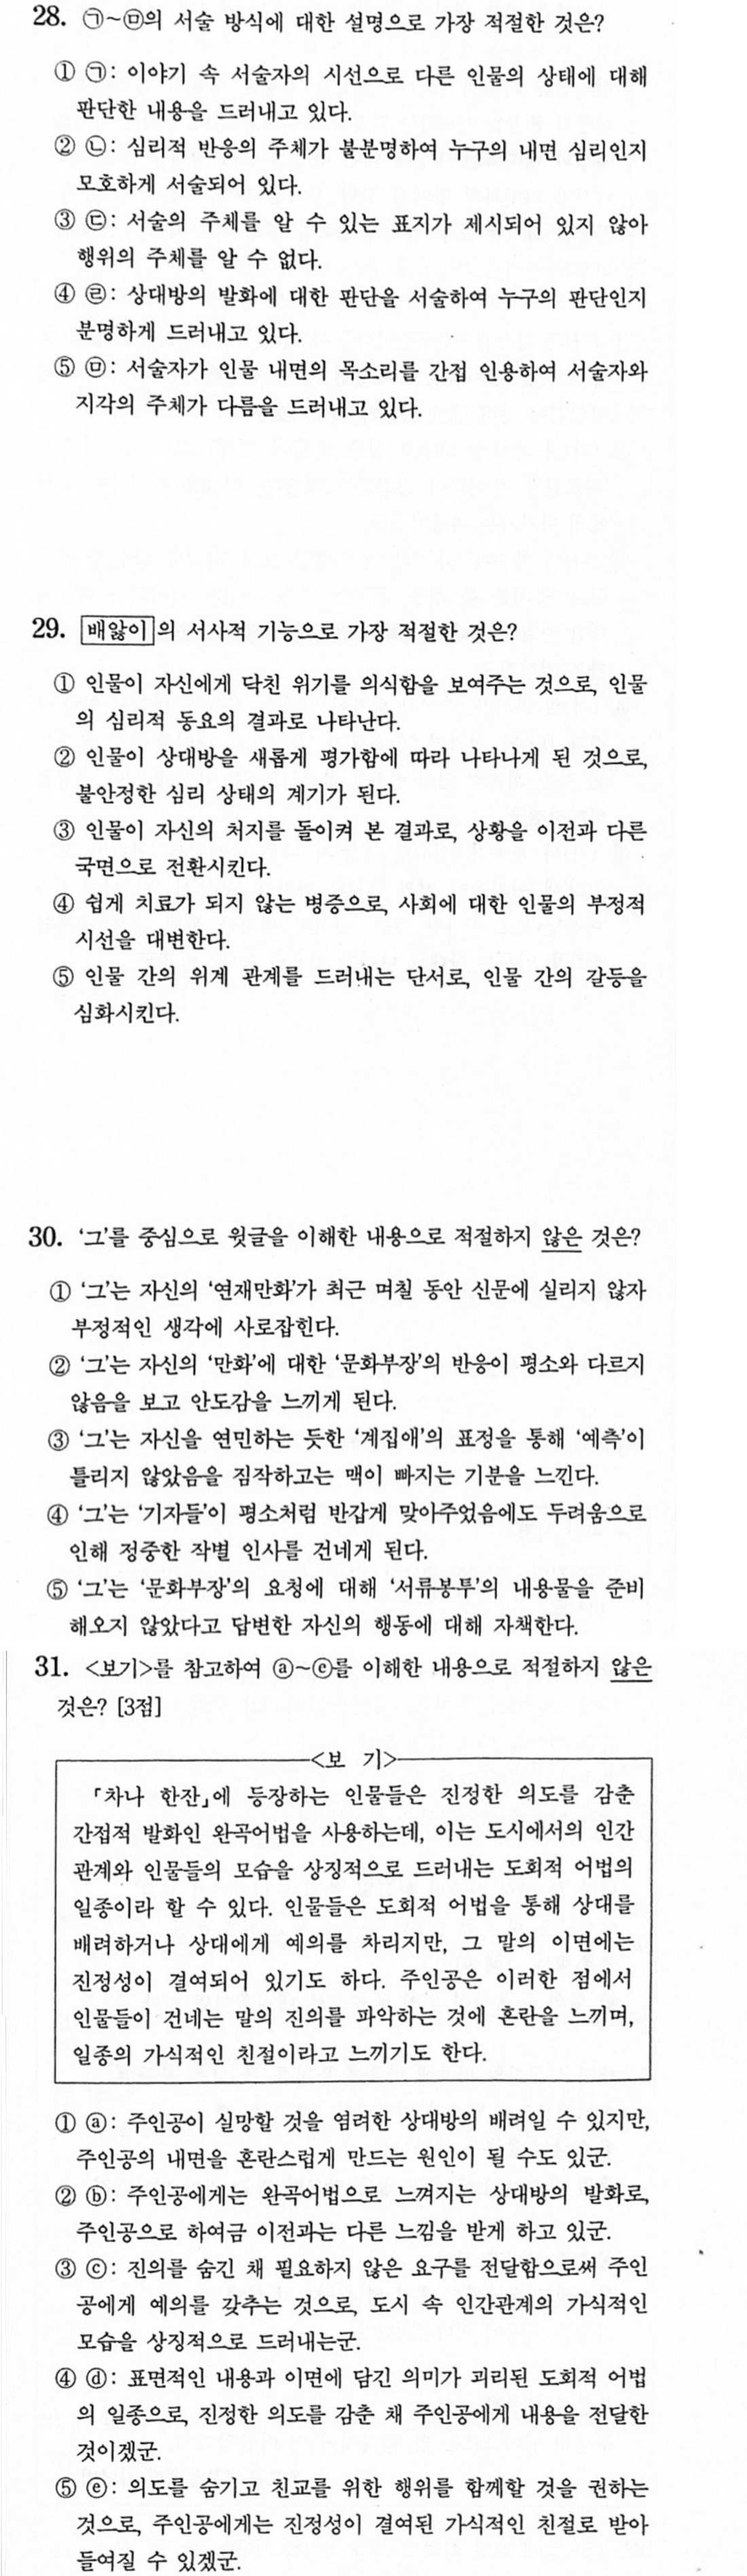 28. ㉠~㉤의 서술 방식에 대한 설명으로 가장 적절한 것은?
① ㉠: 이야기 속 서술자의 시선으로 다른 인물의 상태에 대해
판단한 내용을 드러내고 있다.
② ㉡: 심리적 반응의 주체가 불분명하여 누구의 내면 심리인지
모호하게 서술되어 있다.
③ ㉢: 서술의 주체를 알 수 있는 표지가 제시되어 있지 않아
행위의 주체를 알 수 없다.
④ ㉣: 상대방의 발화에 대한 판단을 서술하여 누구의 판단인지
분명하게 드러내고 있다.
⑤ ㉤: 서술자가 인물 내면의 목소리를 간접 인용하여 서술자와
지각의 주체가 다름을 드러내고 있다.
29. 배앓이의 서사적 기능으로 가장 적절한 것은?
① 인물이 자신에게 닥친 위기를 의식함을 보여주는 것으로, 인물
의 심리적 동요의 결과로 나타난다.
② 인물이 상대방을 새롭게 평가함에 따라 나타나게 된 것으로,
불안정한 심리 상태의 계기가 된다.
③ 인물이 자신의 처지를 돌이켜 본 결과로, 상황을 이전과 다른
국면으로 전환시킨다.
④ 쉽게 치료가 되지 않는 병증으로, 사회에 대한 인물의 부정적
시선을 대변한다.
⑤ 인물 간의 위계 관계를 드러내는 단서로, 인물 간의 갈등을
심화시킨다.
30. ‘그’를 중심으로 윗글을 이해한 내용으로 적절하지 않은 것은?
① ‘그’는 자신의 ‘연재만화’가 최근 며칠 동안 신문에 실리지 않자
부정적인 생각에 사로잡힌다.
② ‘그’는 자신의 ‘만화’에 대한 ‘문화부장’의 반응이 평소와 다르지
않음을 보고 안도감을 느끼게 된다.
③ ‘그’는 자신을 연민하는 듯한 ‘계집애’의 표정을 통해 ‘예측’이
틀리지 않았음을 짐작하고는 맥이 빠지는 기분을 느낀다.
④ ‘그’는 ‘기자들’이 평소처럼 반갑게 맞아주었음에도 두려움으로
인해 정중한 작별 인사를 건네게 된다.
⑤ ‘그’는 ‘문화부장’의 요청에 대해 ‘서류봉투’의 내용물을 준비
해오지 않았다고 답변한 자신의 행동에 대해 자책한다.
31. <보기>를 참고하여 ⓐ~ⓔ를 이해한 내용으로 적절하지 않은
것은? [3점]
<보 기>
「차나 한잔」에 등장하는 인물들은 진정한 의도를 감춘
간접적 발화인 완곡어법을 사용하는데, 이는 도시에서의 인간
관계와 인물들의 모습을 상징적으로 드러내는 도회적 어법의
일종이라 할 수 있다. 인물들은 도회적 어법을 통해 상대를
배려하거나 상대에게 예의를 차리지만, 그 말의 이면에는
진정성이 결여되어 있기도 하다. 주인공은 이러한 점에서
인물들이 건네는 말의 진의를 파악하는 것에 혼란을 느끼며,
일종의 가식적인 친절이라고 느끼기도 한다.
① ⓐ: 주인공이 실망할 것을 염려한 상대방의 배려일 수 있지만,
주인공의 내면을 혼란스럽게 만드는 원인이 될 수도 있군.
② ⓑ: 주인공에게는 완곡어법으로 느껴지는 상대방의 발화로,
주인공으로 하여금 이전과는 다른 느낌을 받게 하고 있군.
③ ⓒ: 진의를 숨긴 채 필요하지 않은 요구를 전달함으로써 주인
공에게 예의를 갖추는 것으로, 도시 속 인간관계의 가식적인
모습을 상징적으로 드러내는군.
④ ⓓ: 표면적인 내용과 이면에 담긴 의미가 괴리된 도회적 어법
의 일종으로, 진정한 의도를 감춘 채 주인공에게 내용을 전달한
것이겠군.
⑤ ⓔ: 의도를 숨기고 친교를 위한 행위를 함께할 것을 권하는
것으로, 주인공에게는 진정성이 결여된 가식적인 친절로 받아
들여질 수 있겠군.